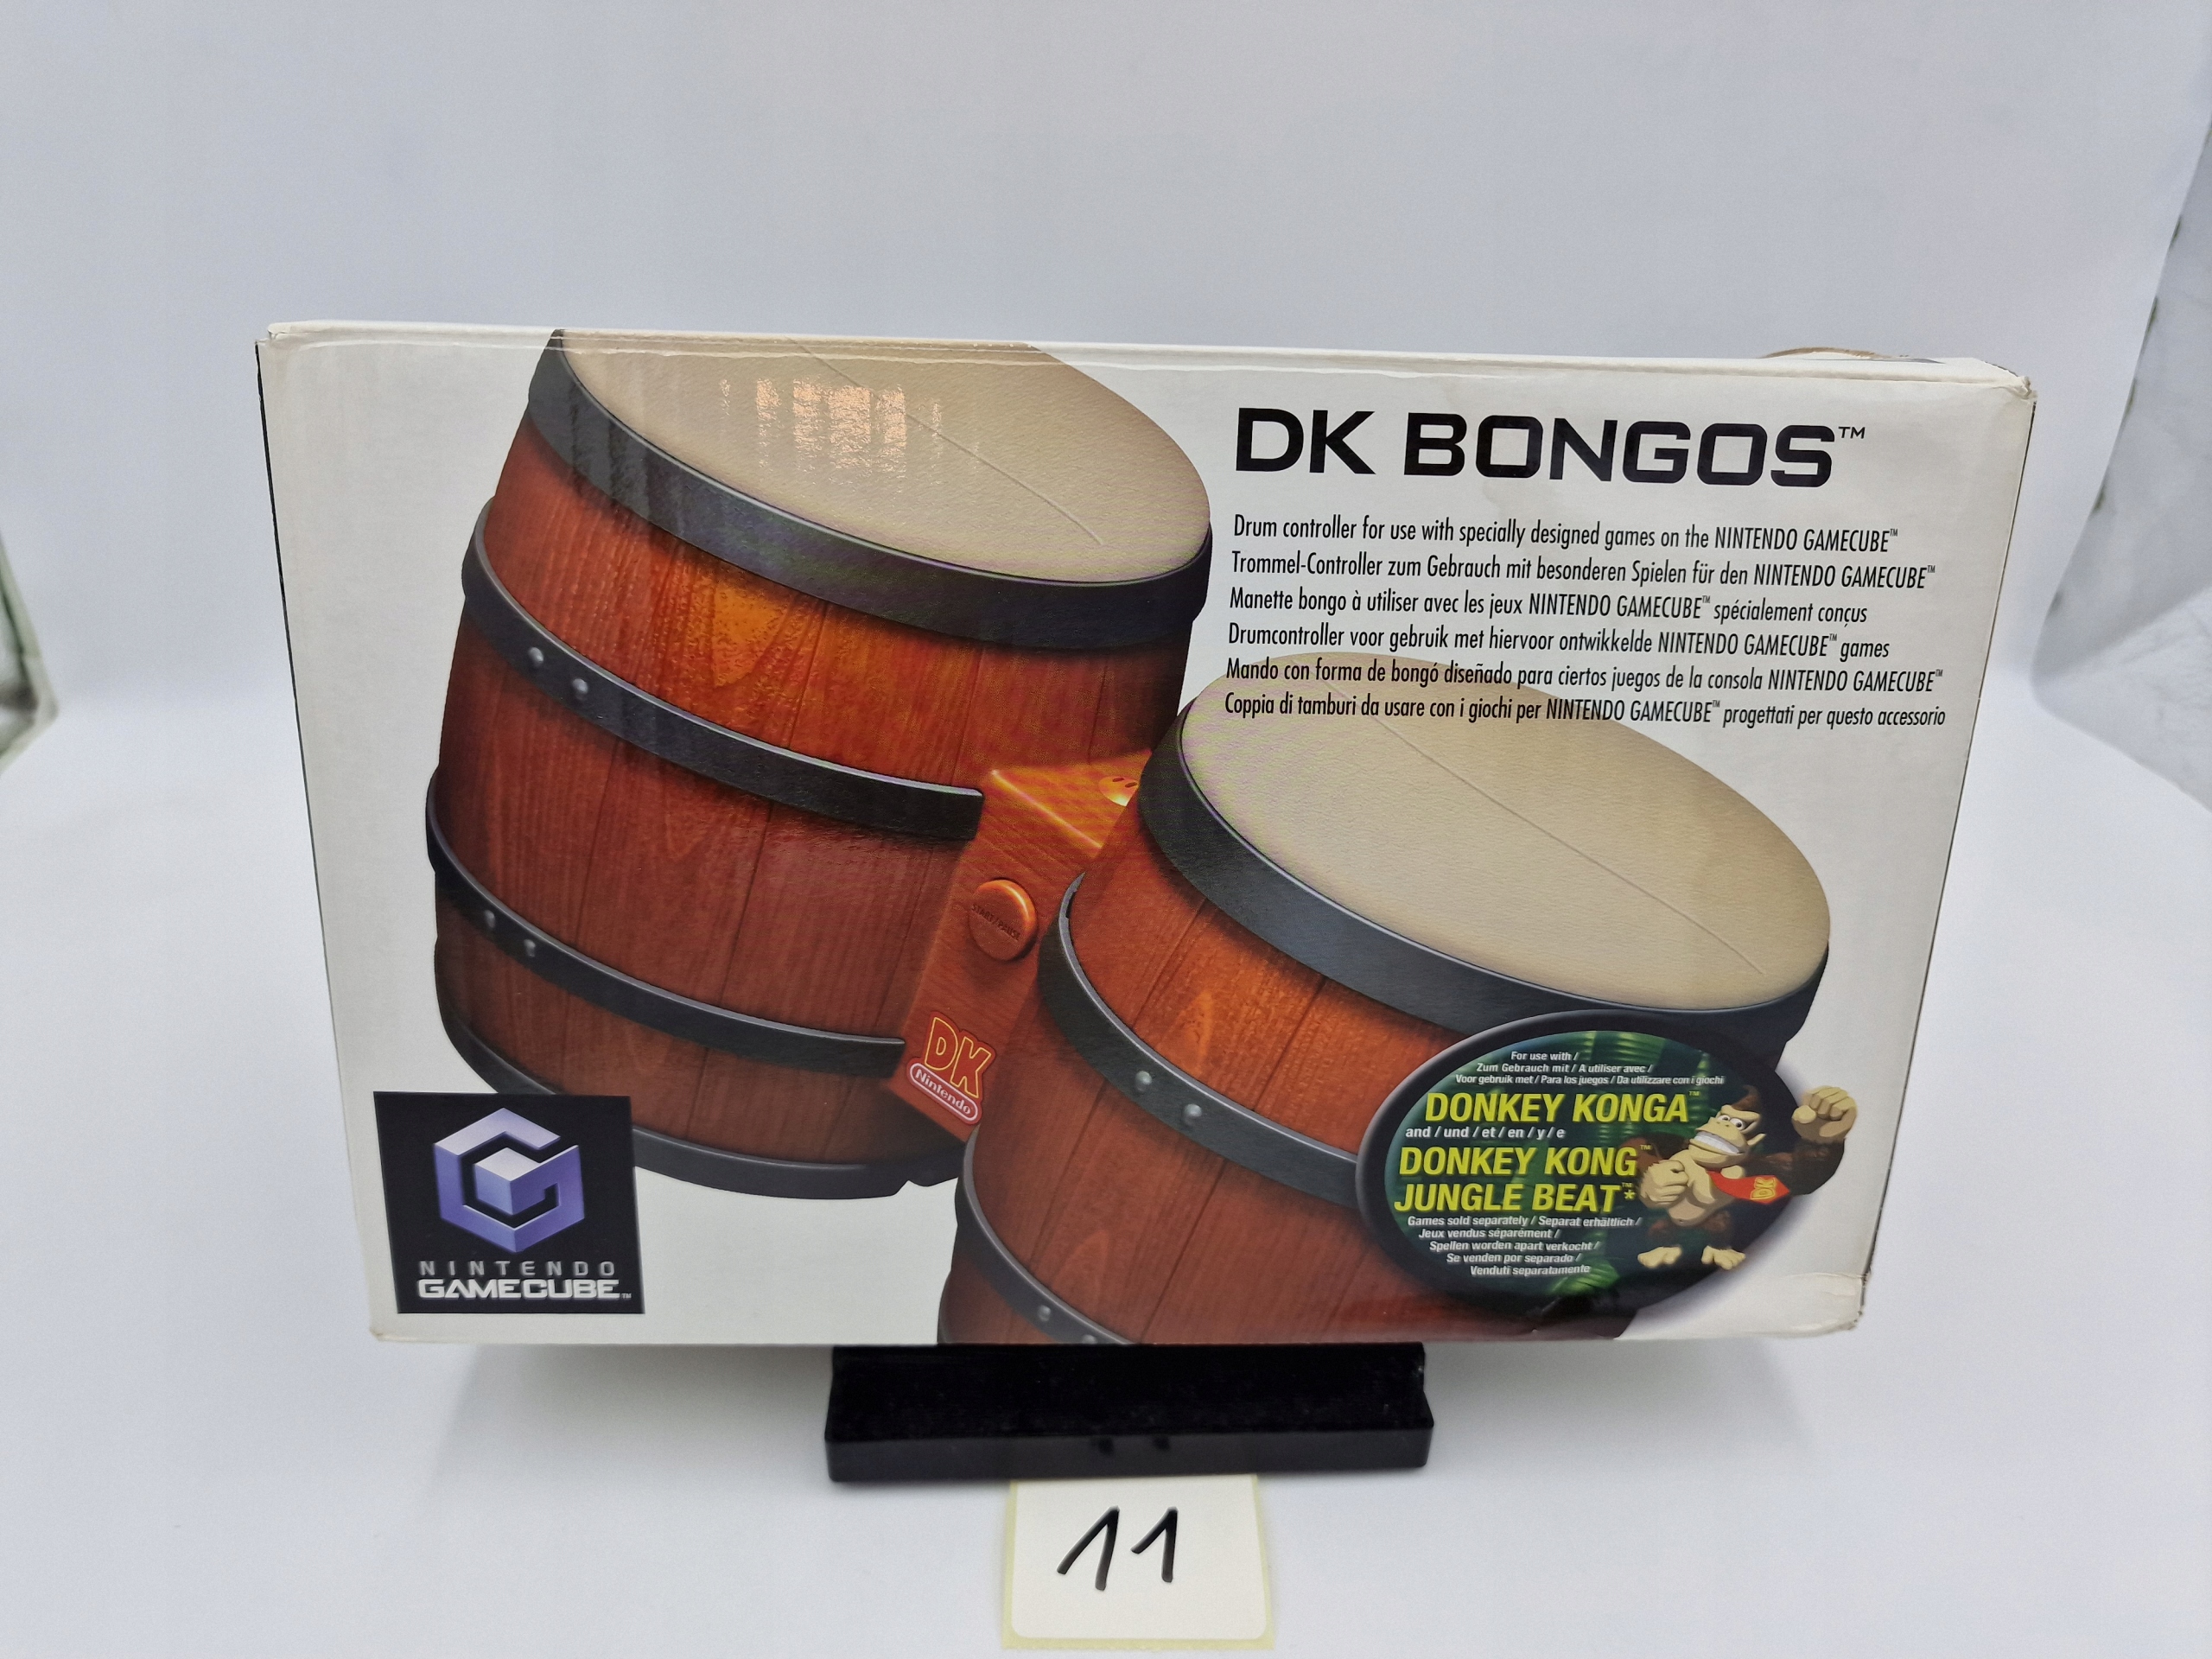 DK BONGOS™
Drum controller for use with specially designed games on the NINTENDO GAMECUBE™
Trommel-Controller zum Gebrauch mit besonderen Spielen für den NINTENDO GAMECUBE™
Manette bongo à utiliser avec les jeux NINTENDO GAMECUBE™ spécialement conçus
Drumcontroller voor gebruik met hiervoor ontwikkelde NINTENDO GAMECUBE™ games
Mando con forma de bongó diseñado para ciertos juegos de la consola NINTENDO GAMECUBE™
Coppia di tamburi da usare con i giochi per NINTENDO GAMECUBE™ progettati per questo accessorio
START / PAUSE
DK
Nintendo
For use with /
Zum Gebrauch mit / A utiliser avec /
Voor gebruik met / Para los juegos / Da utilizzare con i giochi
DONKEY KONGA™
and / und / et / en / y / e
DONKEY KONG™
JUNGLE BEAT™*
Games sold separately / Separat erhältlich /
Jeux vendus séparément /
Spellen worden apart verkocht /
Se venden por separado /
Venduti separatamente
DK
NINTENDO
GAMECUBE™
11